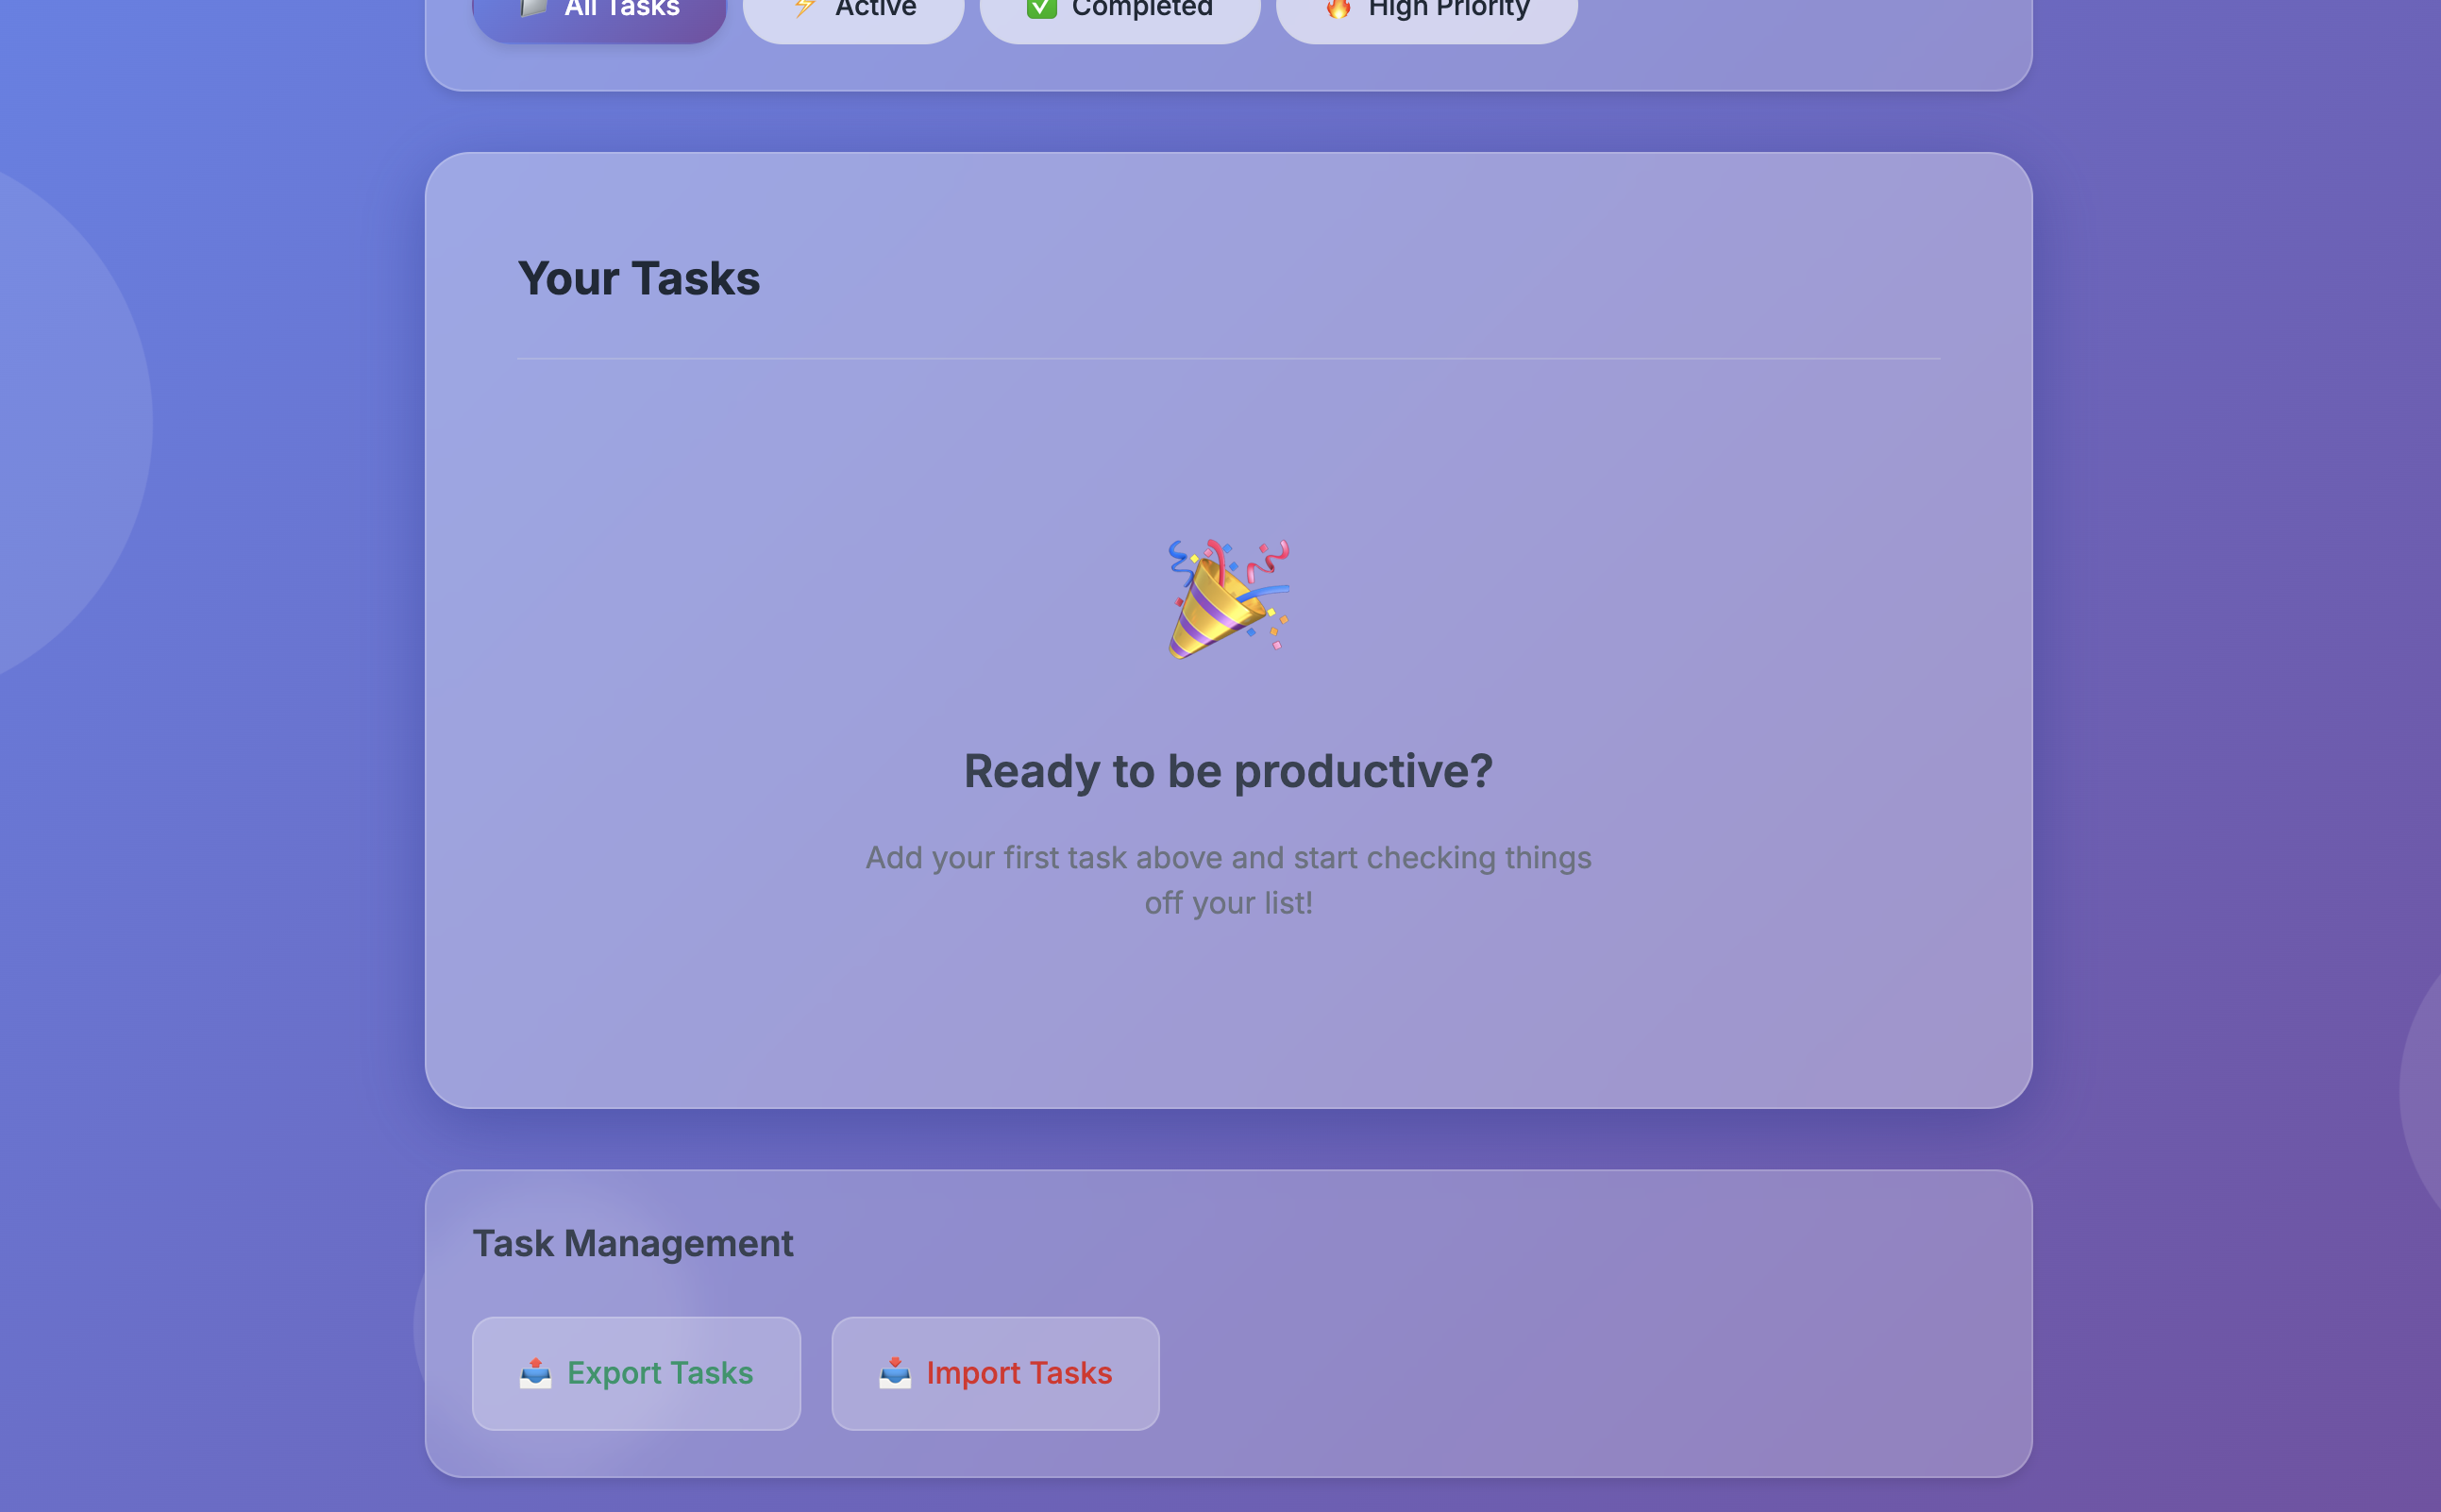 All Tasks
Active
Completed
High Priority
Your Tasks
Ready to be productive?
Add your first task above and start checking things
off your list!
Task Management
Export Tasks
Import Tasks